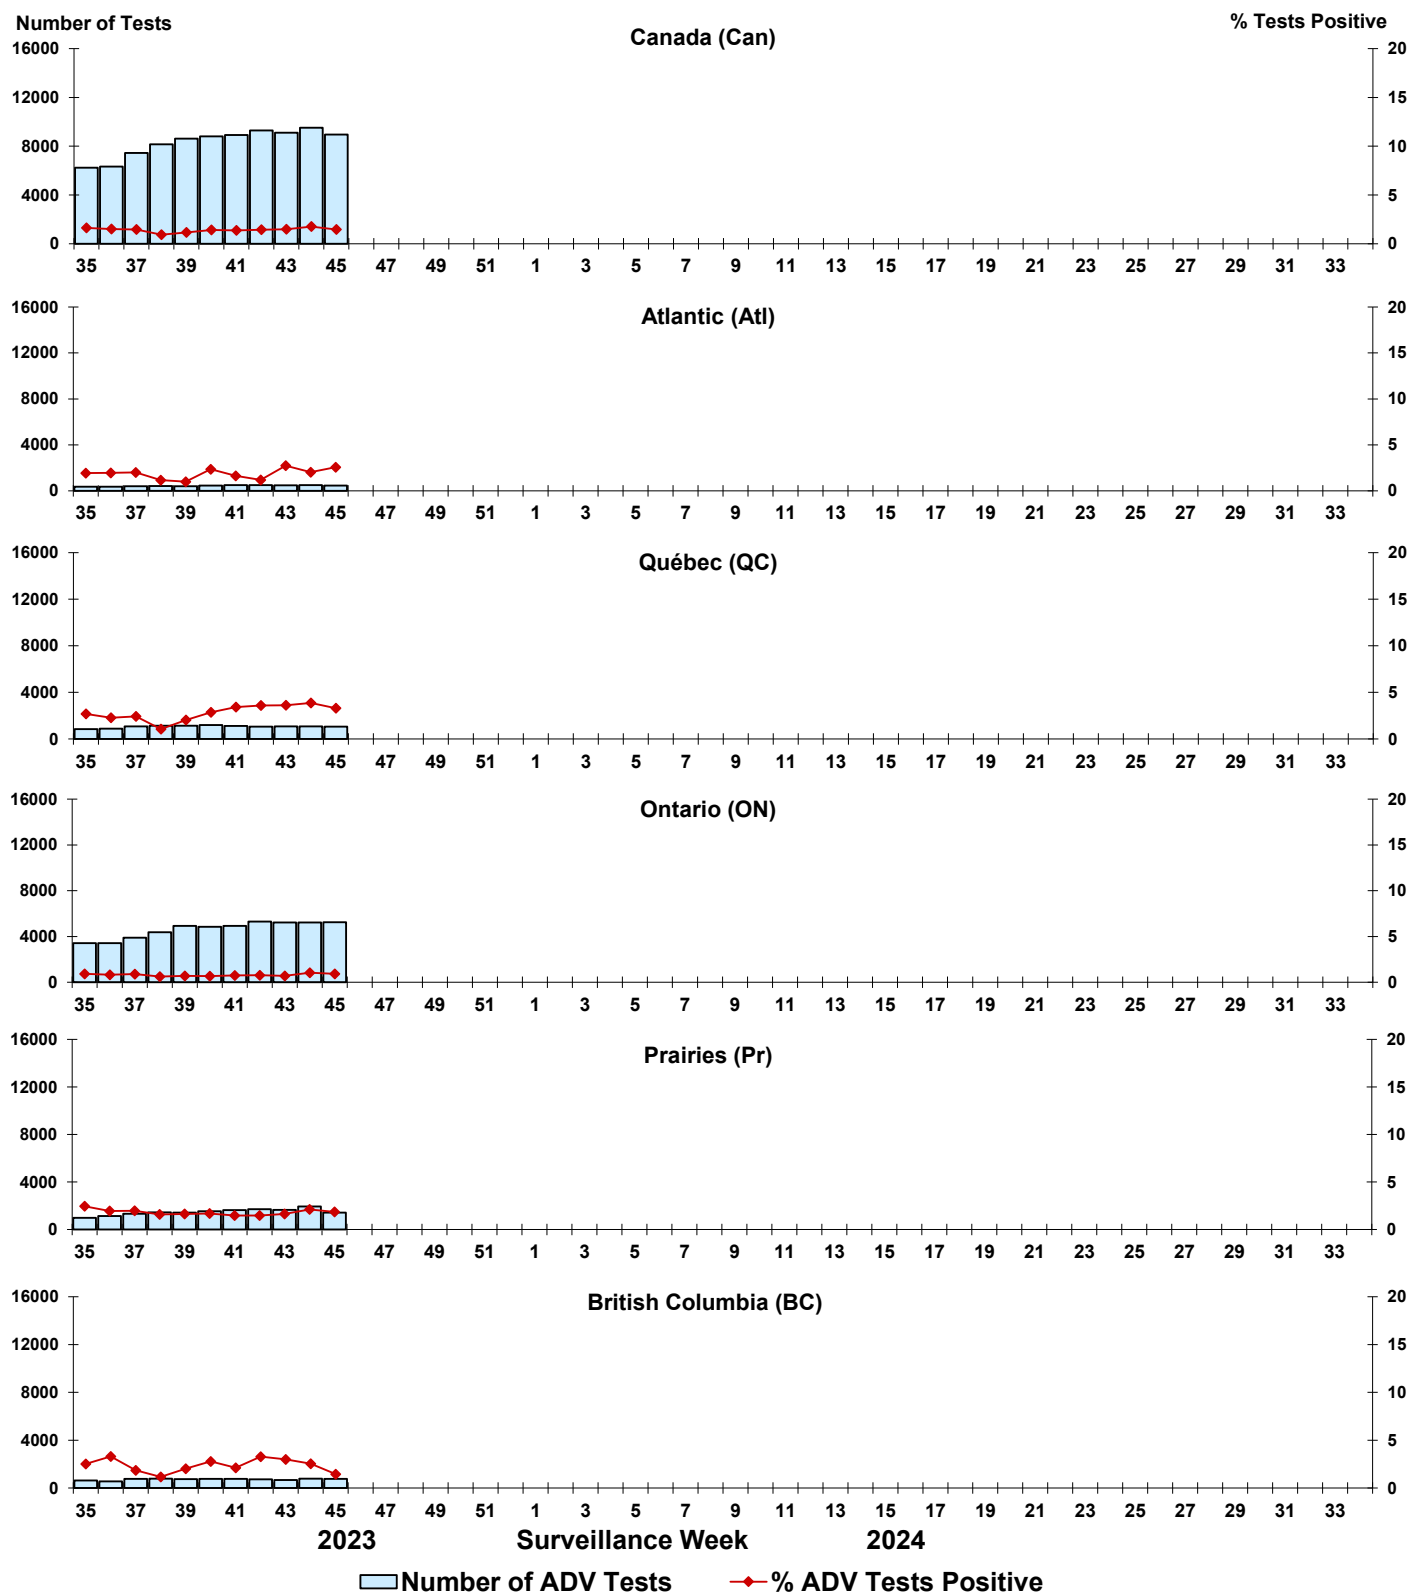 Number of Tests
% Tests Positive
Canada (Can)
16000 20
12000 15
8000 10
4000 5
0 0
35 37 39 41 43 45 47 49 51 1 3 5 7 9 11 13 15 17 19 21 23 25 27 29 31 33
Atlantic (Atl)
16000 20
12000 15
8000 10
4000 5
0 0
35 37 39 41 43 45 47 49 51 1 3 5 7 9 11 13 15 17 19 21 23 25 27 29 31 33
Québec (QC)
16000 20
12000 15
8000 10
4000 5
0 0
35 37 39 41 43 45 47 49 51 1 3 5 7 9 11 13 15 17 19 21 23 25 27 29 31 33
Ontario (ON)
16000 20
12000 15
8000 10
4000 5
0 0
35 37 39 41 43 45 47 49 51 1 3 5 7 9 11 13 15 17 19 21 23 25 27 29 31 33
Prairies (Pr)
16000 20
12000 15
8000 10
4000 5
0 0
35 37 39 41 43 45 47 49 51 1 3 5 7 9 11 13 15 17 19 21 23 25 27 29 31 33
British Columbia (BC)
16000 20
12000 15
8000 10
4000 5
0 0
35 37 39 41 43 45 47 49 51 1 3 5 7 9 11 13 15 17 19 21 23 25 27 29 31 33
2023 Surveillance Week 2024
Number of ADV Tests % ADV Tests Positive